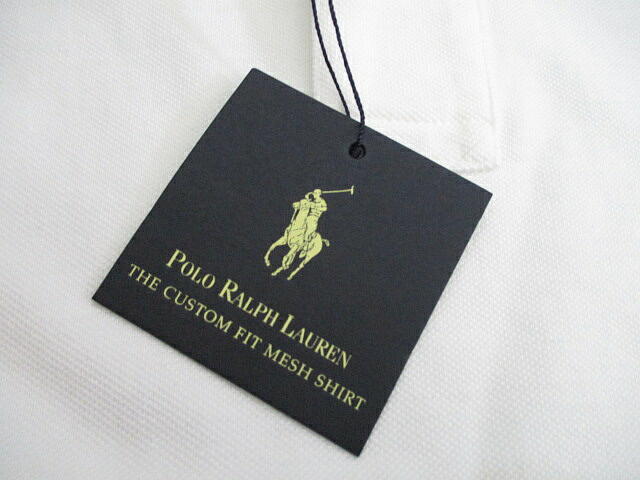 POLO RALPH LAUREN
THE CUSTOM FIT MESH SHIRT